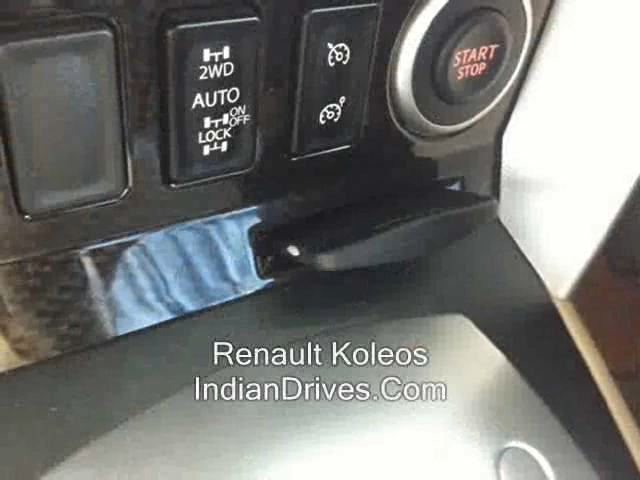 2WD
AUTO
ON
OFF
LOCK
START
STOP
Renault Koleos
IndianDrives.Com